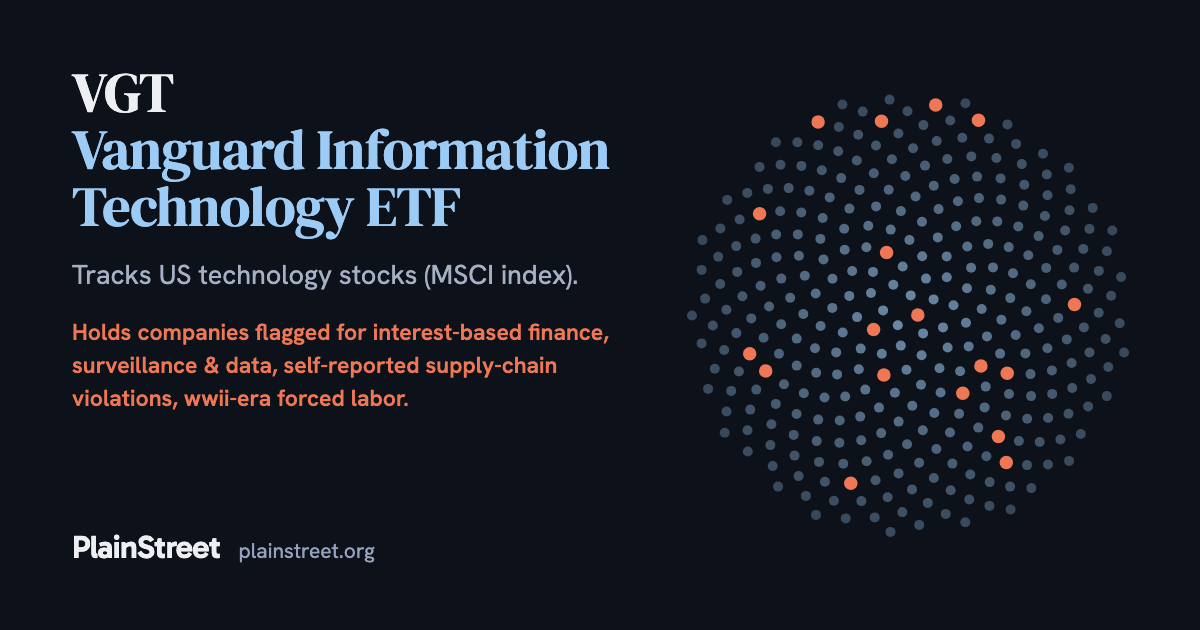 VGT
Vanguard Information
Technology ETF
Tracks US technology stocks (MSCI index).
Holds companies flagged for interest-based finance,
surveillance & data, self-reported supply-chain
violations, wwii-era forced labor.
PlainStreet plainstreet.org